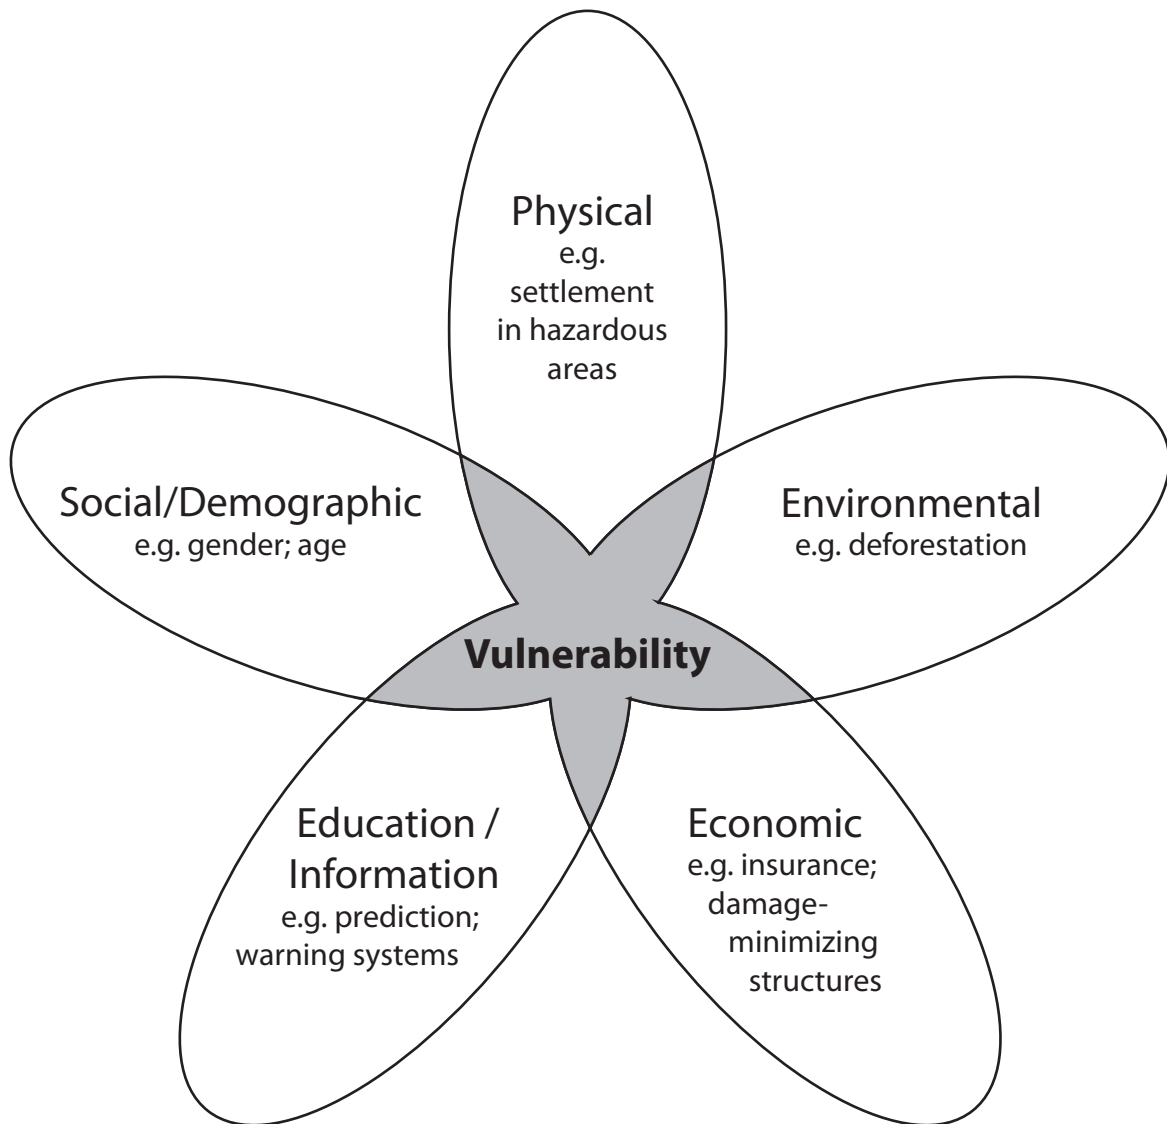 Physical
e.g.
settlement
in hazardous
areas
Social/Demographic
e.g. gender; age
Environmental
e.g. deforestation
Vulnerability
Education /
Information
e.g. prediction;
warning systems
Economic
e.g. insurance;
damage-
minimizing
structures